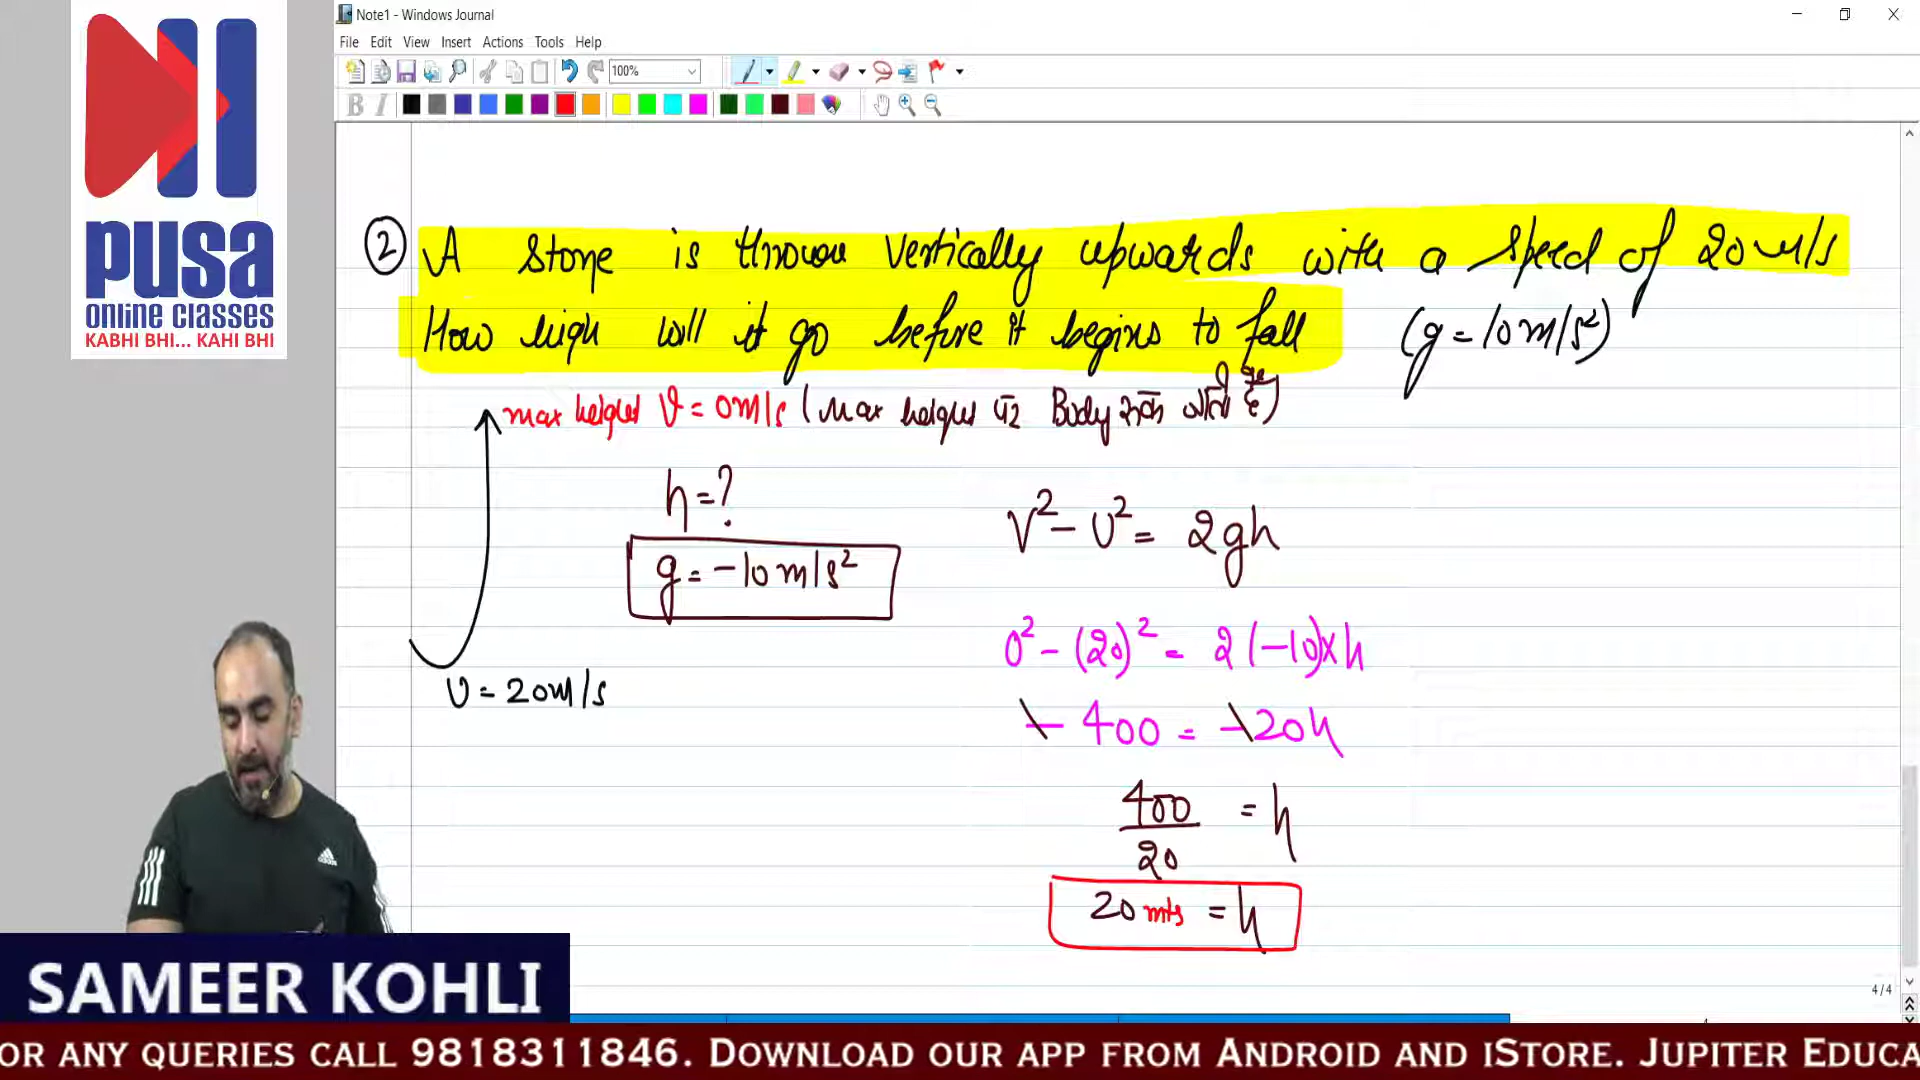 Note1 - Windows Journal
File Edit View Insert Actions Tools Help
100%
B I
PUSA
online classes
KABHI BHI... KAHI BHI
② A stone is thrown vertically upwards with a speed of 20 m/s
How high will it go before it begins to fall (g = 10 m/s²)
max height v = 0 m/s (Max height पर Body रुक जाती है)
h = ?
g = -10 m/s²
V² - U² = 2gh
0² - (20)² = 2(-10)×h
U = 20 m/s
- 400 = -20h
400/20 = h
20 m/s = h
SAMEER KOHLI
4/4
OR ANY QUERIES CALL 9818311846. DOWNLOAD OUR APP FROM ANDROID AND iSTORE. JUPITER EDUCA